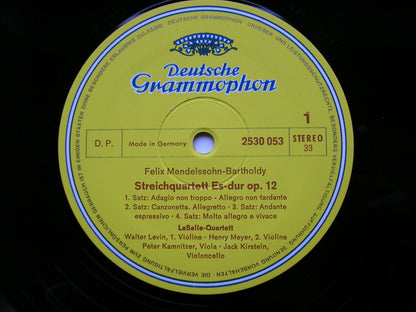 DEUTSCHE GRAMMOPHON
Deutsche
Grammophon
1
D. P.
Made in Germany
2530 053
STEREO
33
Felix Mendelssohn-Bartholdy
Streichquartett Es-dur op. 12
1. Satz: Adagio non troppo - Allegro non tardante
2. Satz: Canzonetta. Allegretto · 3. Satz: Andante
espressivo · 4. Satz: Molto allegro e vivace
LaSalle-Quartett
Walter Levin, 1. Violine · Henry Meyer, 2. Violine
Peter Kamnitzer, Viola · Jack Kirstein,
Violoncello